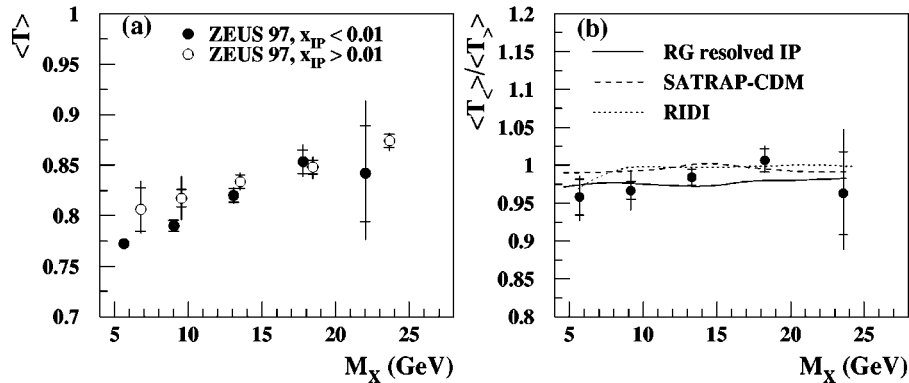 <T>
1
0.95
0.9
0.85
0.8
0.75
0.7
(a)
ZEUS 97, x_IP < 0.01
ZEUS 97, x_IP > 0.01
5 10 15 20 25
M_X (GeV)
<T_<>/<T_>>
1.2
1.15
1.1
1.05
1
0.95
0.9
0.85
0.8
(b)
RG resolved IP
SATRAP-CDM
RIDI
5 10 15 20 25
M_X (GeV)